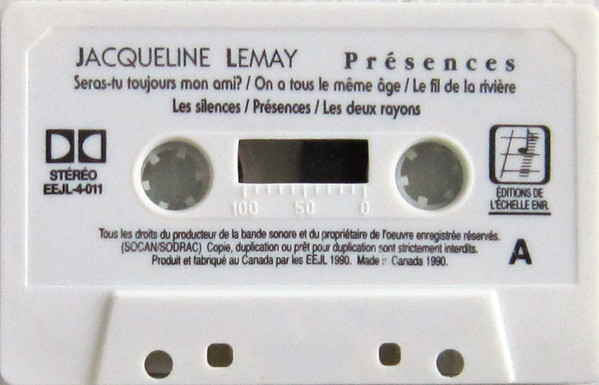 JACQUELINE LEMAY Présences
Seras-tu toujours mon ami? / On a tous le même âge / Le fil de la rivière
Les silences / Présences / Les deux rayons
STÉRÉO
EEJL-4-011
100 50 0
ÉDITIONS DE
L'ÉCHELLE ENR.
Tous les droits du producteur de la bande sonore et du propriétaire de l'oeuvre enregistrée réservés.
(SOCAN/SODRAC) Copie, duplication ou prêt pour duplication sont strictement interdits.
Produit et fabriqué au Canada par les EEJL 1990. Made Canada 1990.
A